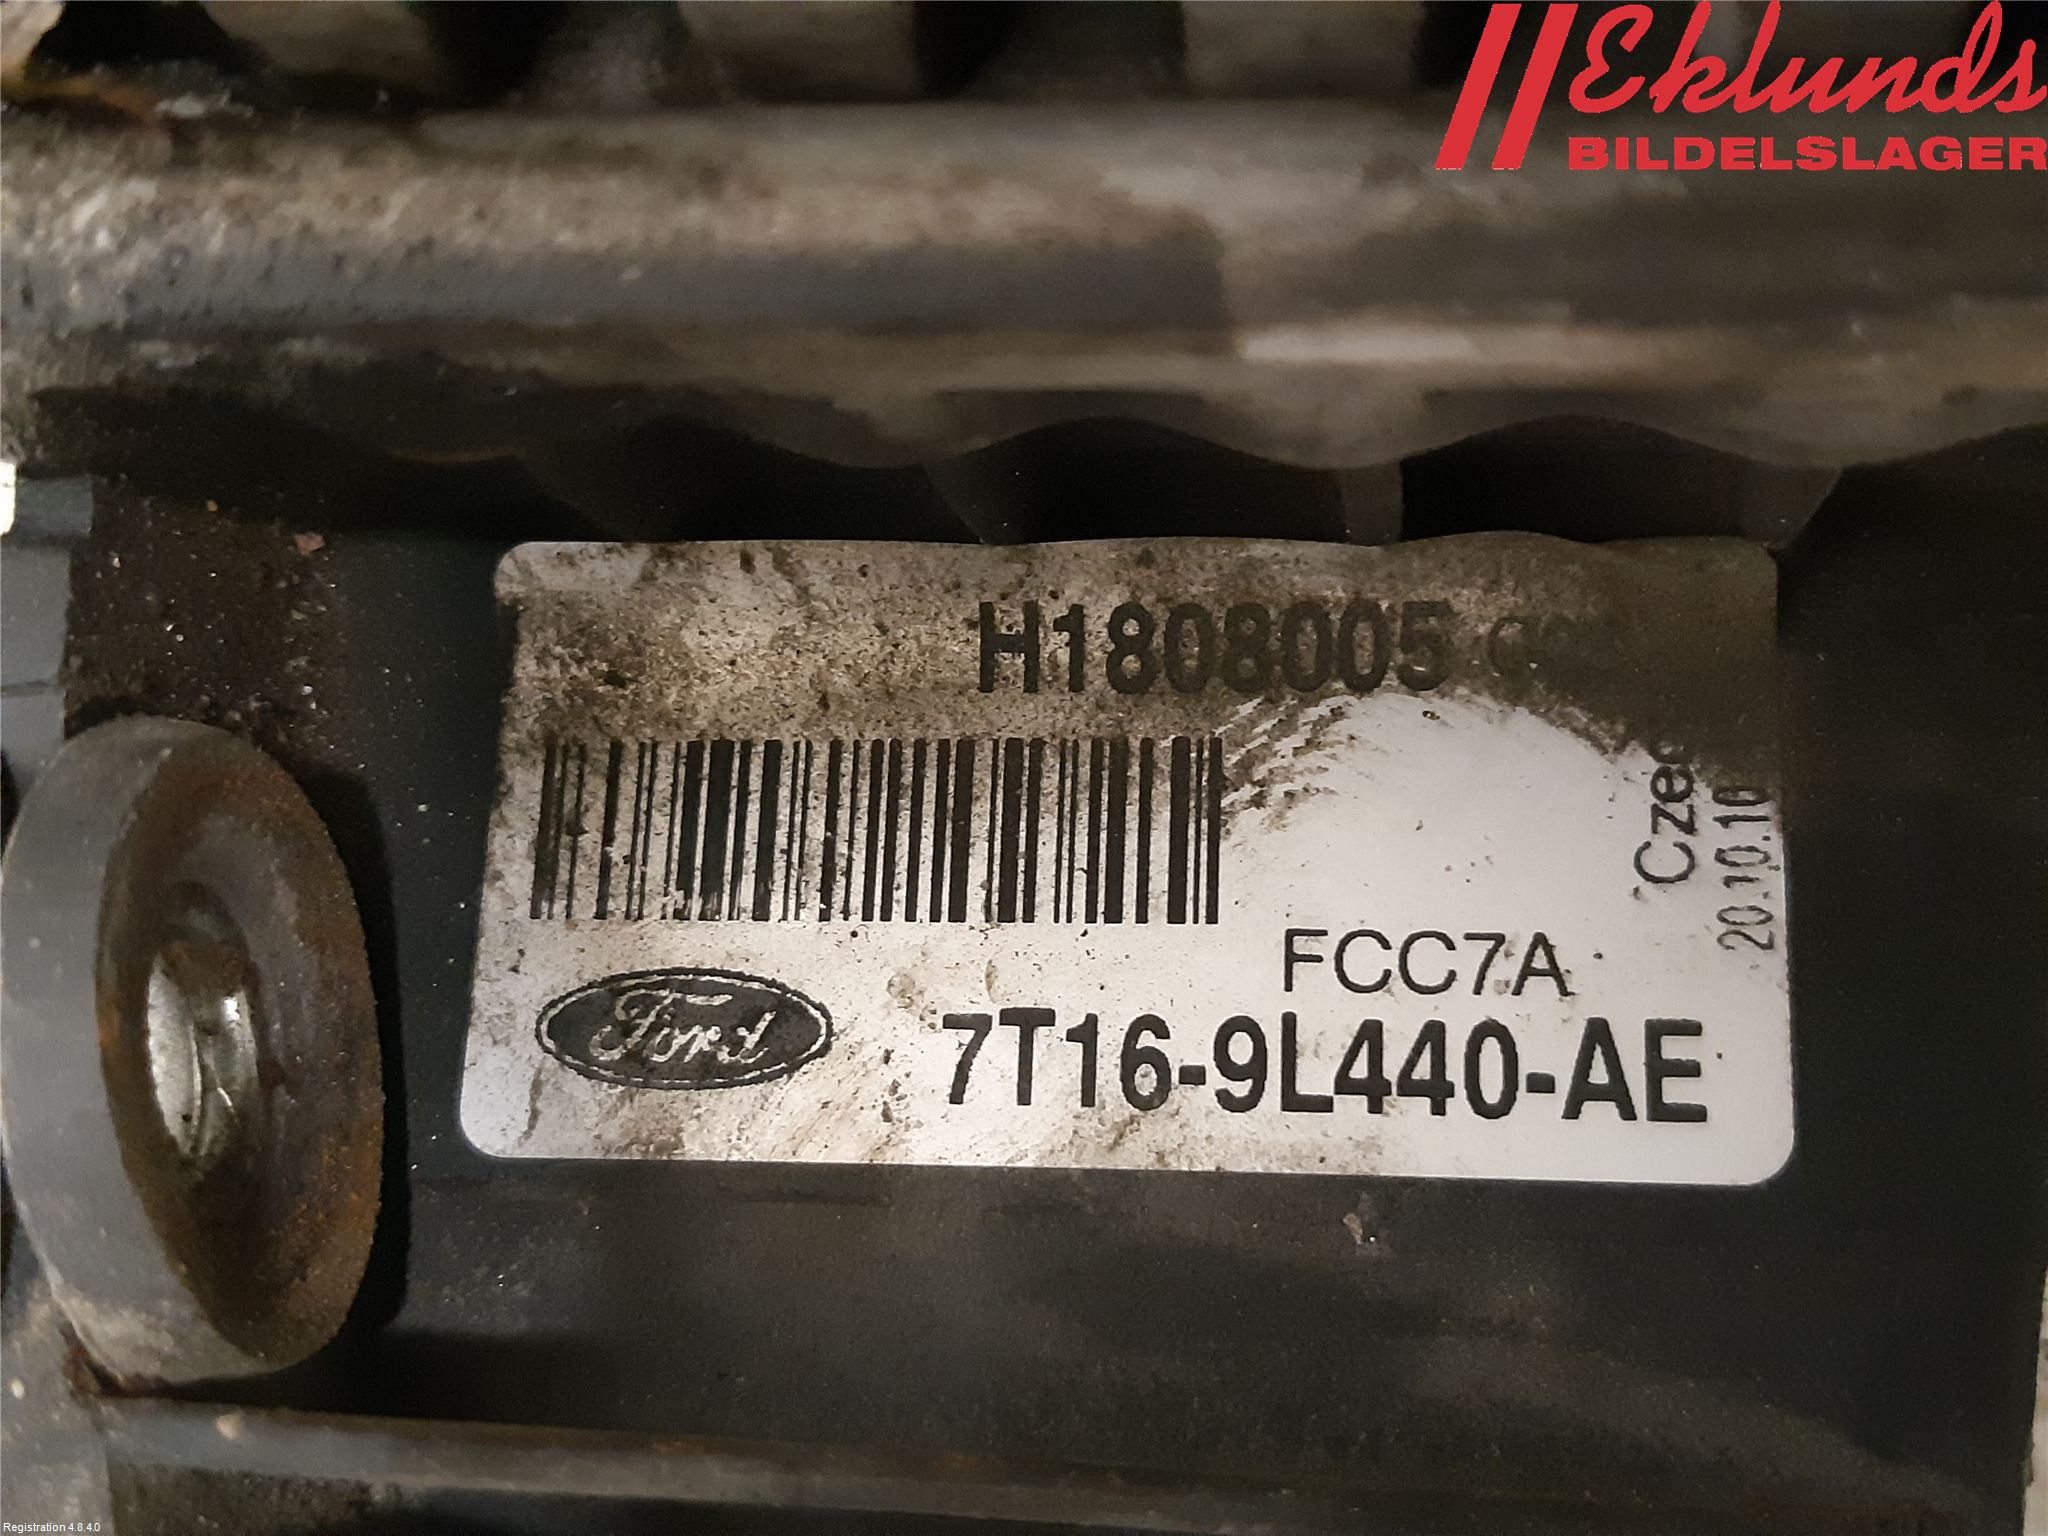 Eklunds
BILDELSLAGER
H1808005
20.10.10
FCC7A
Ford
7T16-9L440-AE
Registration 4.8.4.0